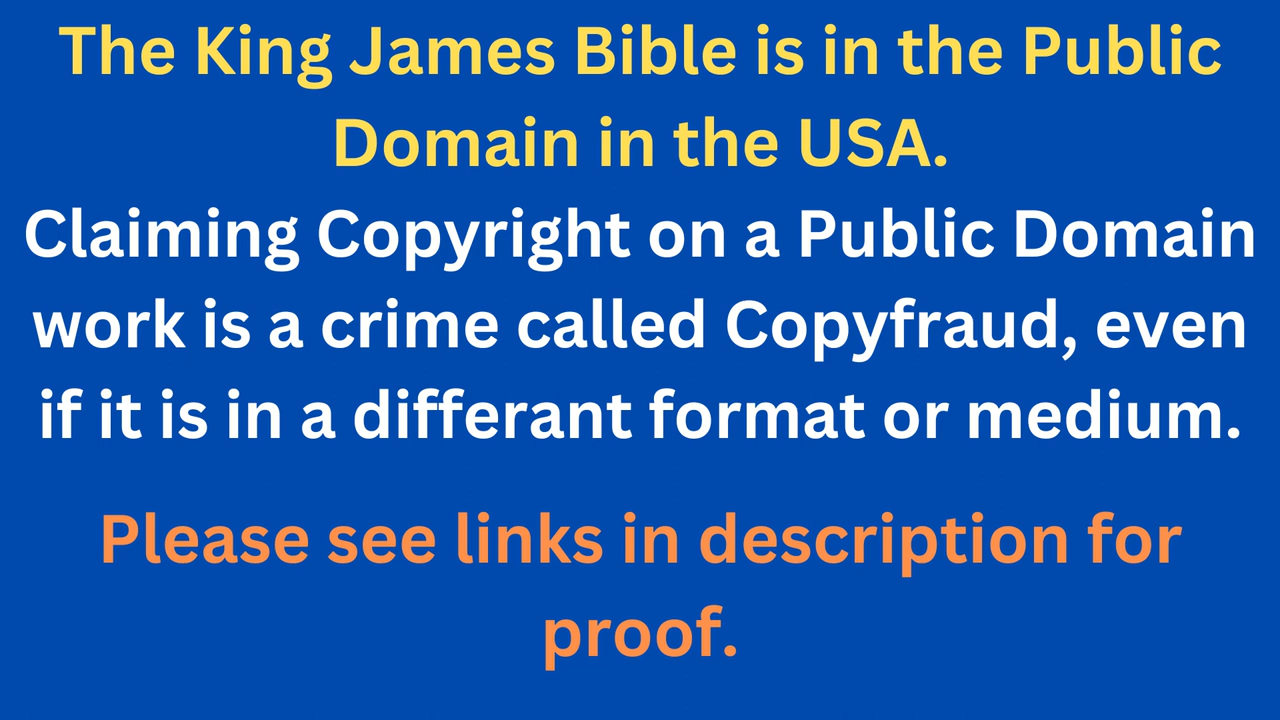 The King James Bible is in the Public
Domain in the USA.
Claiming Copyright on a Public Domain
work is a crime called Copyfraud, even
if it is in a differant format or medium.
Please see links in description for
proof.